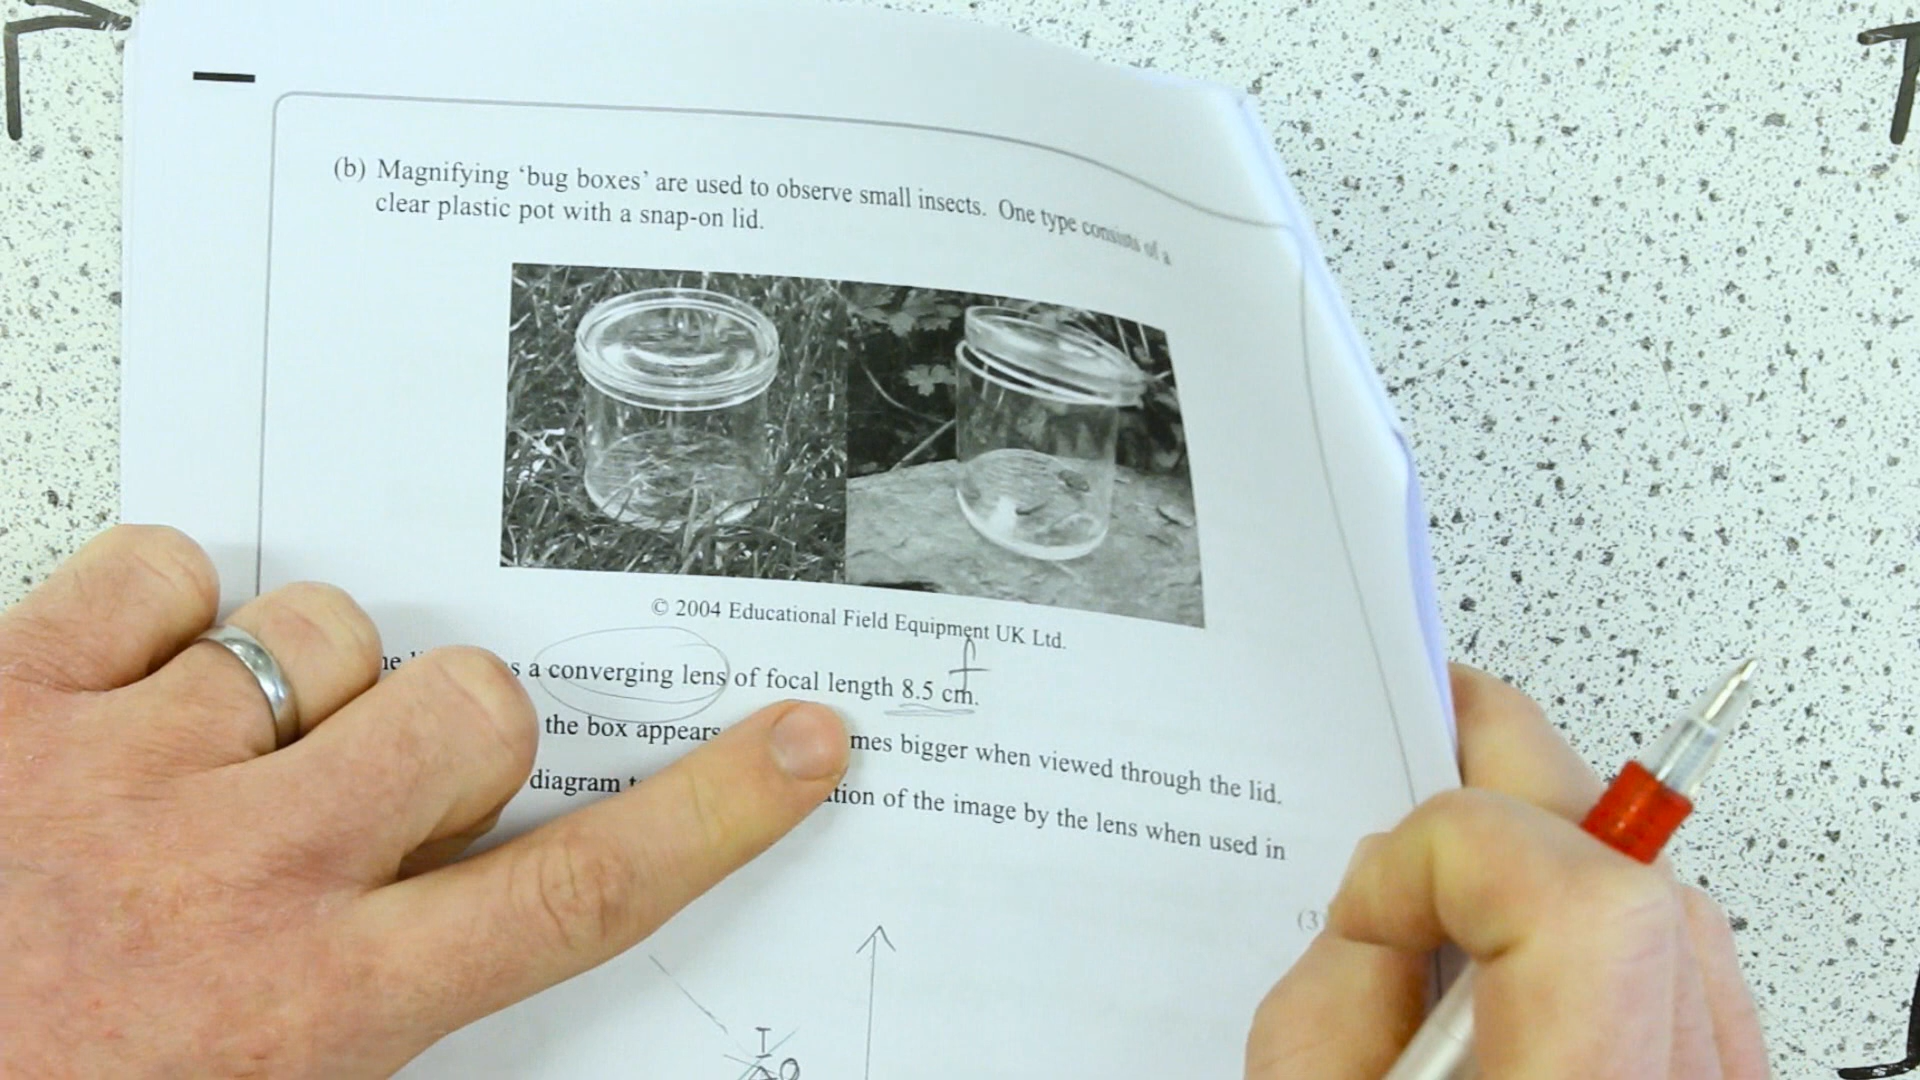 (b) Magnifying ‘bug boxes’ are used to observe small insects. One type consists of a
clear plastic pot with a snap-on lid.
© 2004 Educational Field Equipment UK Ltd.
f
a converging lens of focal length 8.5 cm.
the box appears bigger when viewed through the lid.
diagram of the image by the lens when used in
(3
I
O